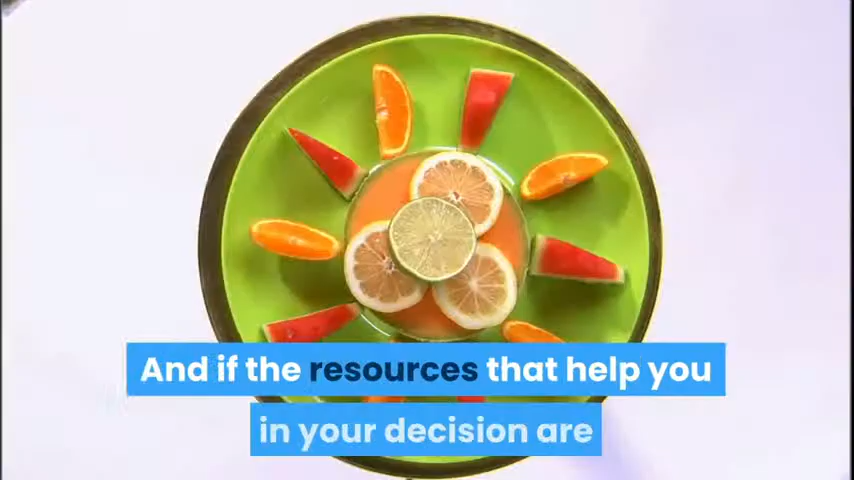 And if the resources that help you
in your decision are